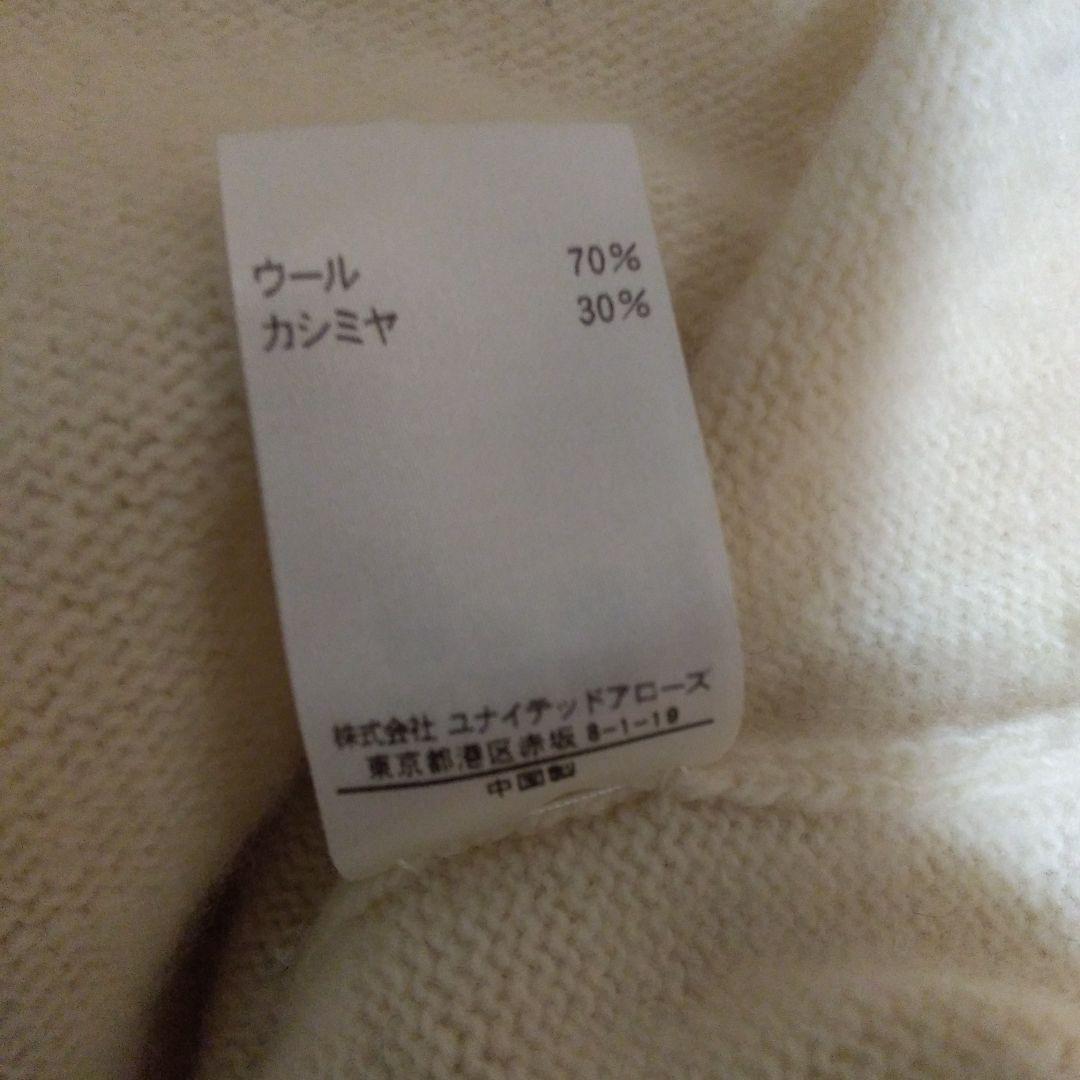 ウール 70%
カシミヤ 30%
株式会社 ユナイテッドアローズ
東京都港区赤坂 8-1-19
中国製